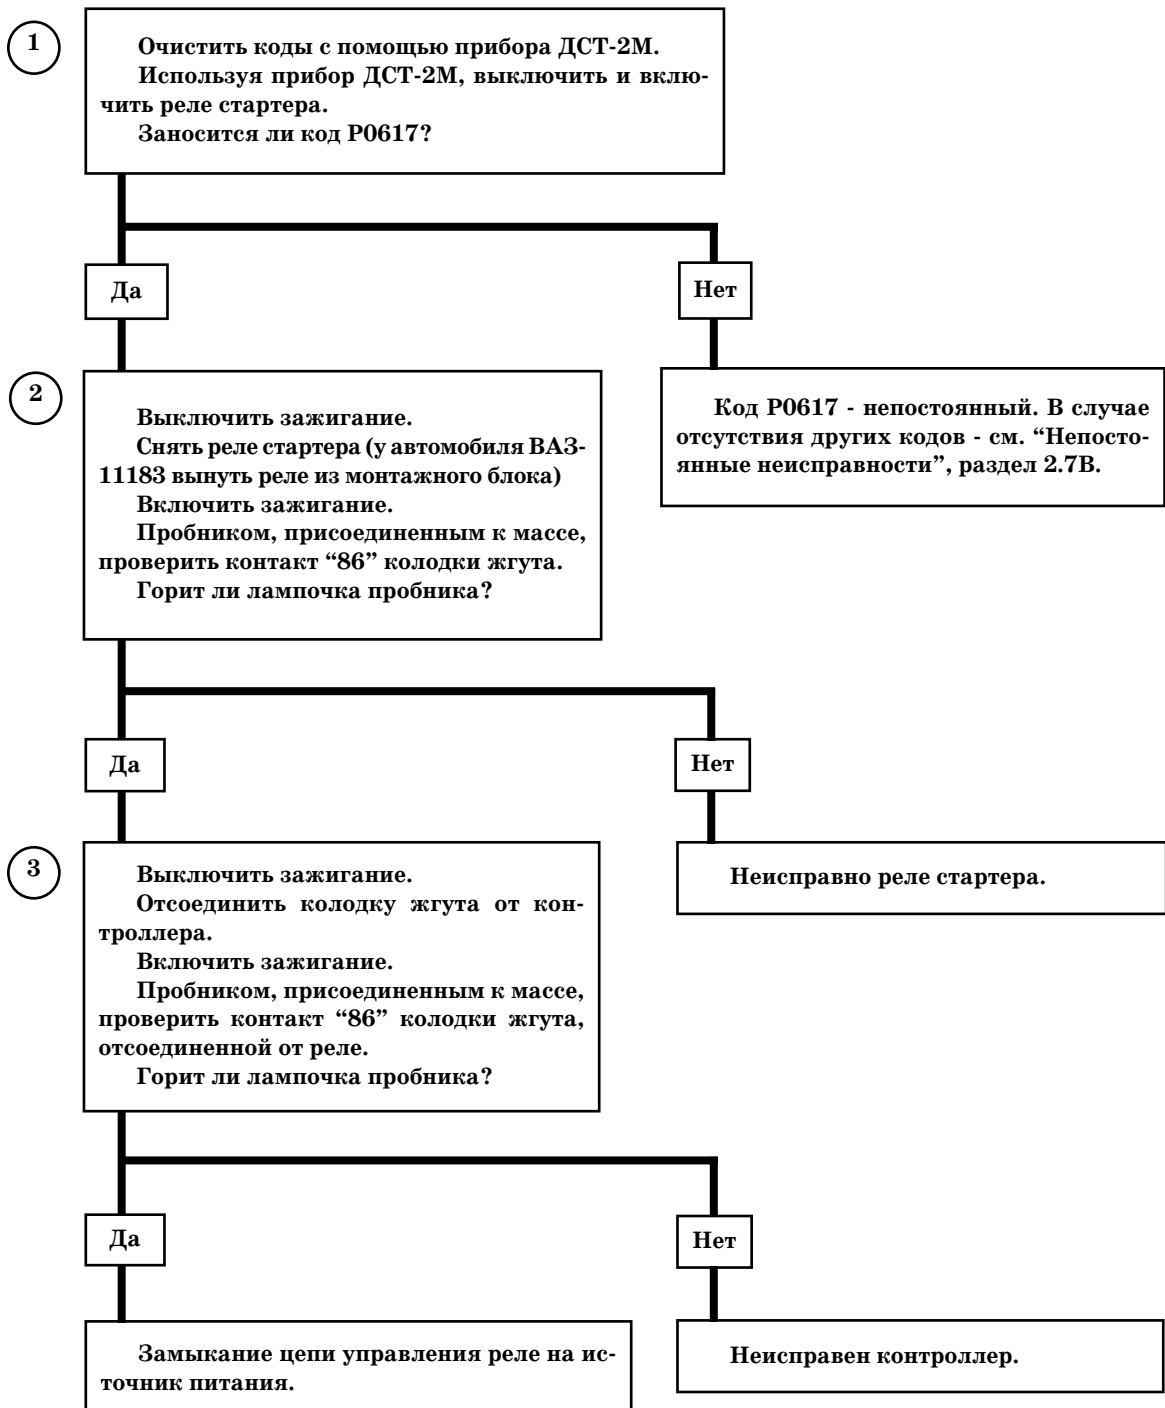 1
Очистить коды с помощью прибора ДСТ-2М.
Используя прибор ДСТ-2М, выключить и вклю-
чить реле стартера.
Заносится ли код Р0617?
Да
Нет
2
Выключить зажигание.
Снять реле стартера (у автомобиля ВАЗ-
11183 вынуть реле из монтажного блока)
Включить зажигание.
Пробником, присоединенным к массе,
проверить контакт “86” колодки жгута.
Горит ли лампочка пробника?
Код Р0617 - непостоянный. В случае
отсутствия других кодов - см. “Непосто-
янные неисправности”, раздел 2.7В.
Да
Нет
3
Выключить зажигание.
Отсоединить колодку жгута от кон-
троллера.
Включить зажигание.
Пробником, присоединенным к массе,
проверить контакт “86” колодки жгута,
отсоединенной от реле.
Горит ли лампочка пробника?
Неисправно реле стартера.
Да
Нет
Замыкание цепи управления реле на ис-
точник питания.
Неисправен контроллер.